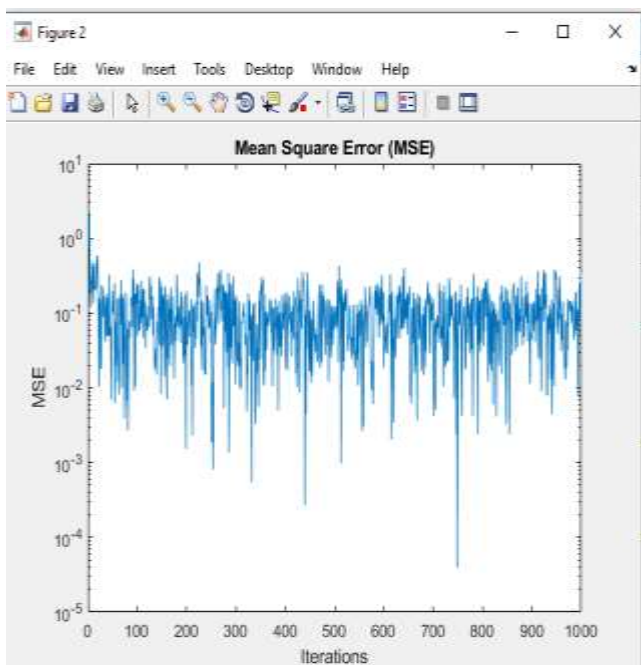 Figure 2
File Edit View Insert Tools Desktop Window Help
Mean Square Error (MSE)
10^1
10^0
10^-1
10^-2
10^-3
10^-4
10^-5
MSE
0 100 200 300 400 500 600 700 800 900 1000
Iterations